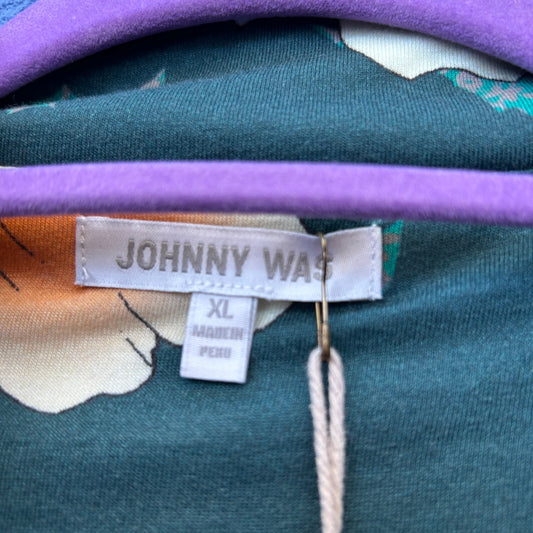 JOHNNY WAS
XL
MADE IN
PERU